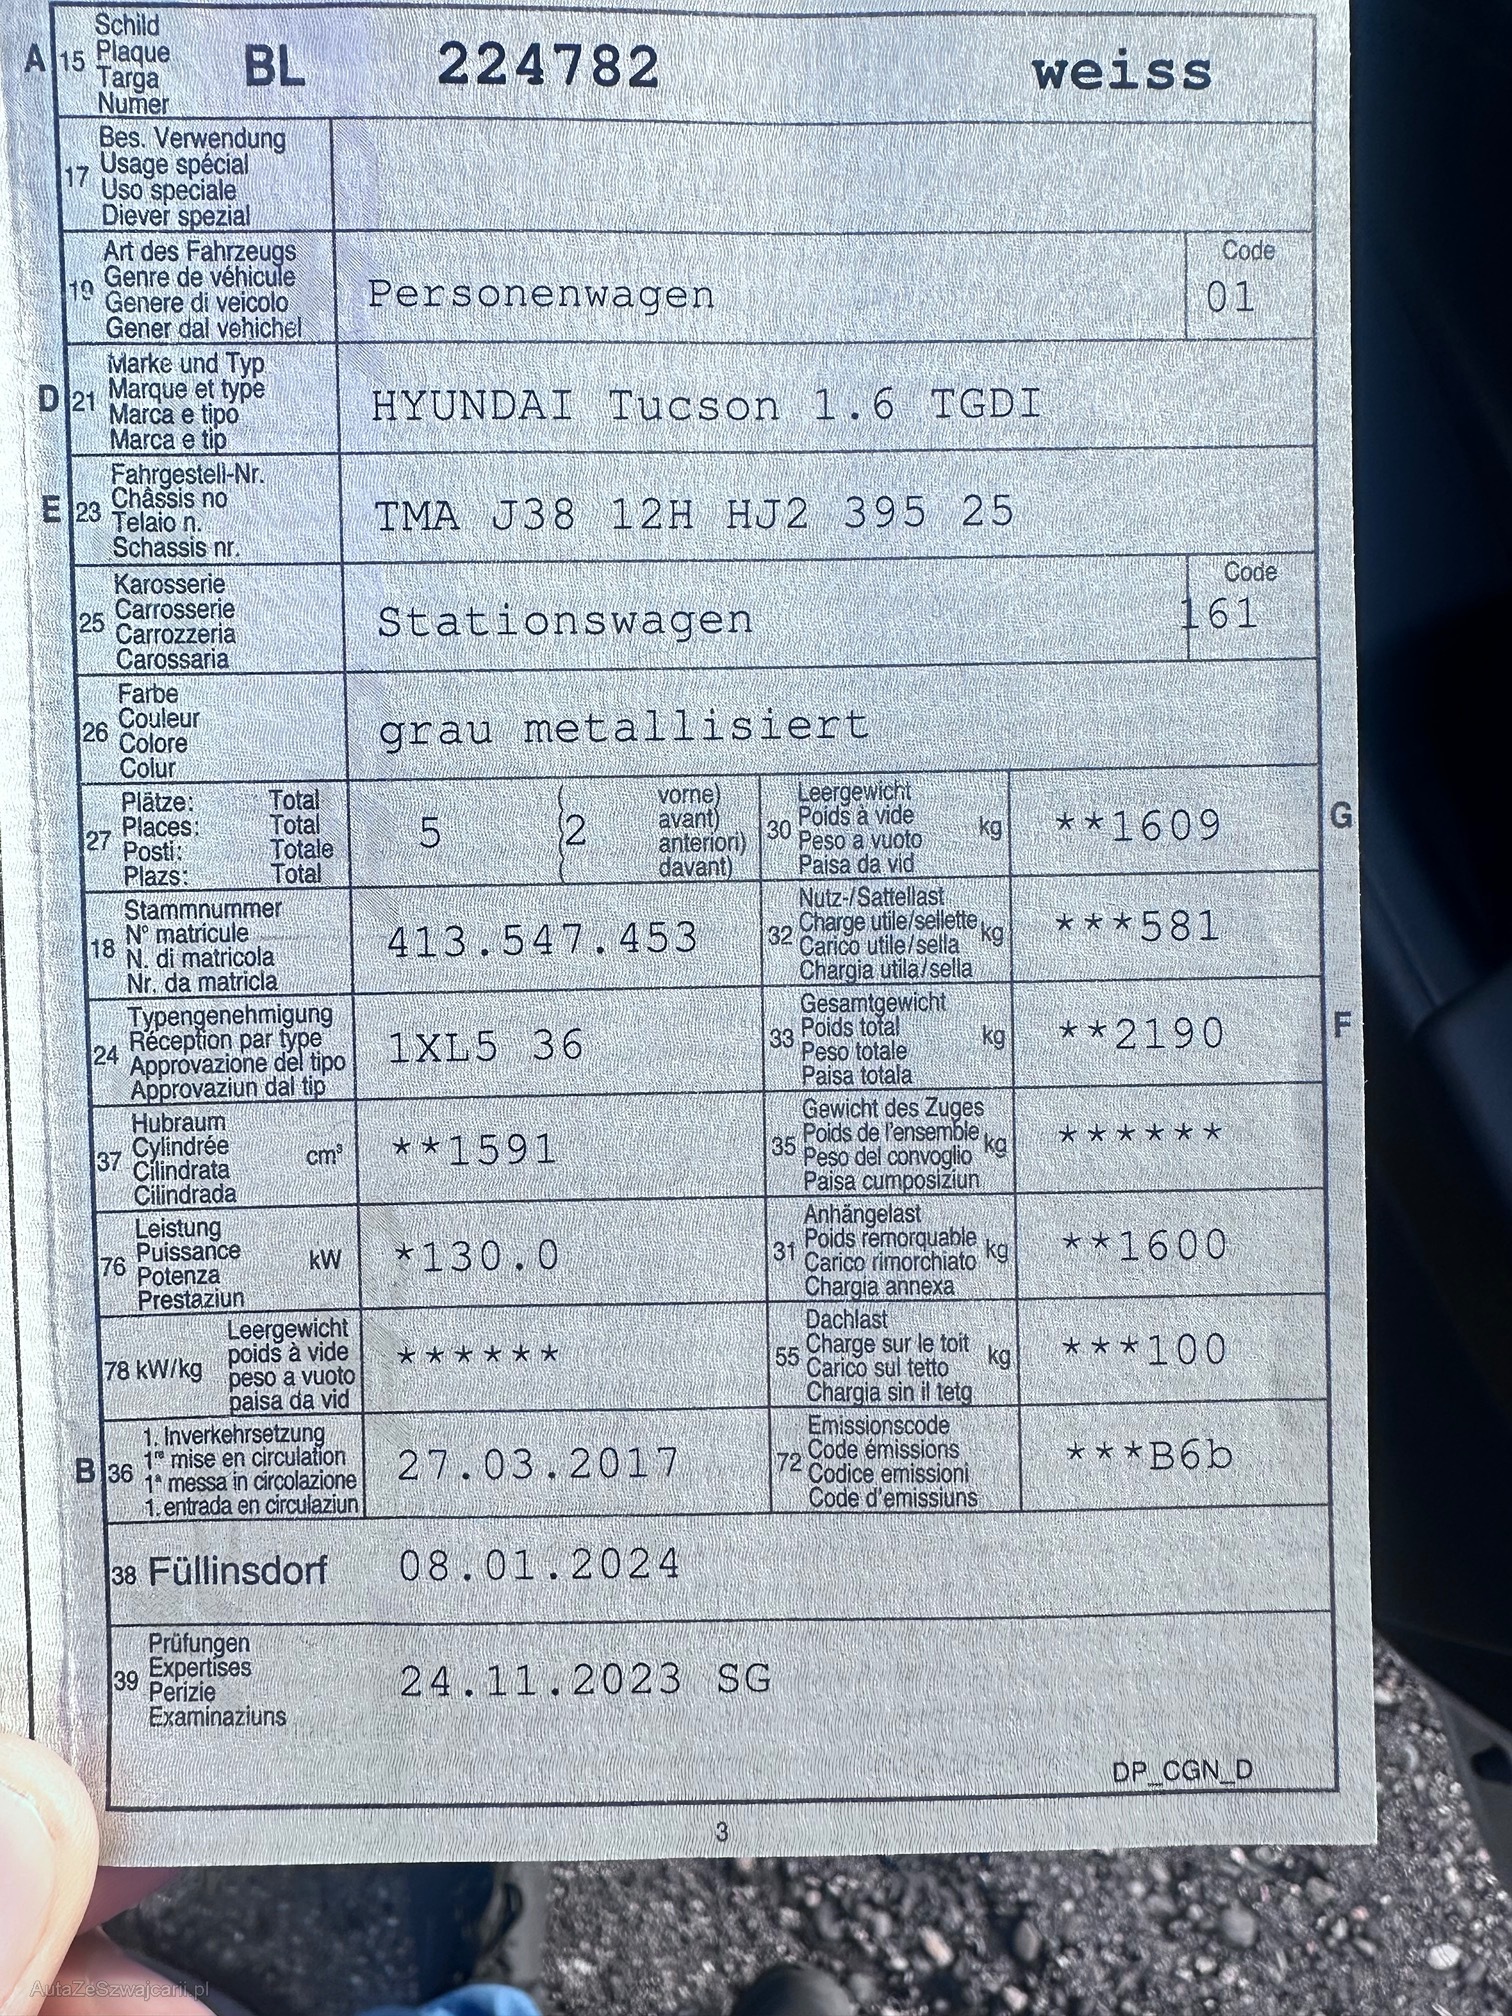 A 15 Schild
Plaque
Targa
Numer
BL 224782 weiss
17 Bes. Verwendung
Usage spécial
Uso speciale
Diever spezial
19 Art des Fahrzeugs
Genre de véhicule
Genere di veicolo
Gener dal vehichel
Personenwagen
Code
01
D 21 Marke und Typ
Marque et type
Marca e tipo
Marca e tip
HYUNDAI Tucson 1.6 TGDI
E 23 Fahrgestell-Nr.
Châssis no
Telaio n.
Schassis nr.
TMA J38 12H HJ2 395 25
25 Karosserie
Carrosserie
Carrozzeria
Carossaria
Stationswagen
Code
161
26 Farbe
Couleur
Colore
Colur
grau metallisiert
27 Plätze: Total
Places: Total
Posti: Totale
Plazs: Total
5 (2 vorne)
avant)
anteriori)
davant)
30 Leergewicht
Poids à vide
Peso a vuoto
Paisa da vid
kg **1609 G
18 Stammnummer
N° matricule
N. di matricola
Nr. da matricla
413.547.453
32 Nutz-/Sattellast
Charge utile/sellette
Carico utile/sella
Chargia utila/sella
kg ***581
24 Typengenehmigung
Réception par type
Approvazione del tipo
Approvaziun dal tip
1XL5 36
33 Gesamtgewicht
Poids total
Peso totale
Paisa totala
kg **2190 F
37 Hubraum
Cylindrée
Cilindrata
Cilindrada
cm³ **1591
35 Gewicht des Zuges
Poids de l'ensemble
Peso del convoglio
Paisa cumposiziun
kg ******
76 Leistung
Puissance
Potenza
Prestaziun
kW *130.0
31 Anhängelast
Poids remorquable
Carico rimorchiato
Chargia annexa
kg **1600
78 kW/kg Leergewicht
poids à vide
peso a vuoto
paisa da vid
******
55 Dachlast
Charge sur le toit
Carico sul tetto
Chargia sin il tetg
kg ***100
B 36 1. Inverkehrsetzung
1re mise en circulation
1a messa in circolazione
1. entrada en circulaziun
27.03.2017
72 Emissionscode
Code émissions
Codice emissioni
Code d'emissiuns
***B6b
38 Füllinsdorf 08.01.2024
39 Prüfungen
Expertises
Perizie
Examinaziuns
24.11.2023 SG
DP_CGN_D
3
AutaZeSzwajcarii.pl